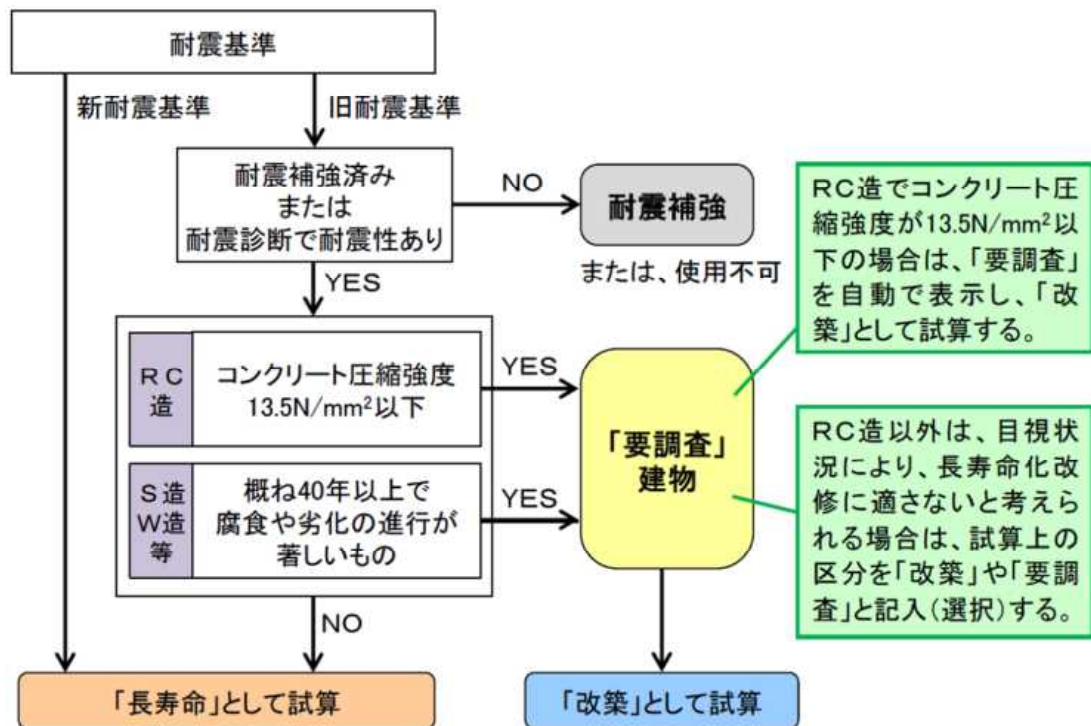 耐震基準
新耐震基準
旧耐震基準
耐震補強済み
または
耐震診断で耐震性あり
NO
耐震補強
または、使用不可
YES
RC
造
コンクリート圧縮強度
13.5N/mm²以下
YES
S造
W造
等
概ね40年以上で
腐食や劣化の進行が
著しいもの
YES
「要調査」
建物
NO
「長寿命」として試算
「改築」として試算
RC造でコンクリート圧
縮強度が13.5N/mm²以
下の場合は、「要調査」
を自動で表示し、「改
築」として試算する。
RC造以外は、目視状
況により、長寿命化改
修に適さないと考えら
れる場合は、試算上の
区分を「改築」や「要調
査」と記入(選択)する。